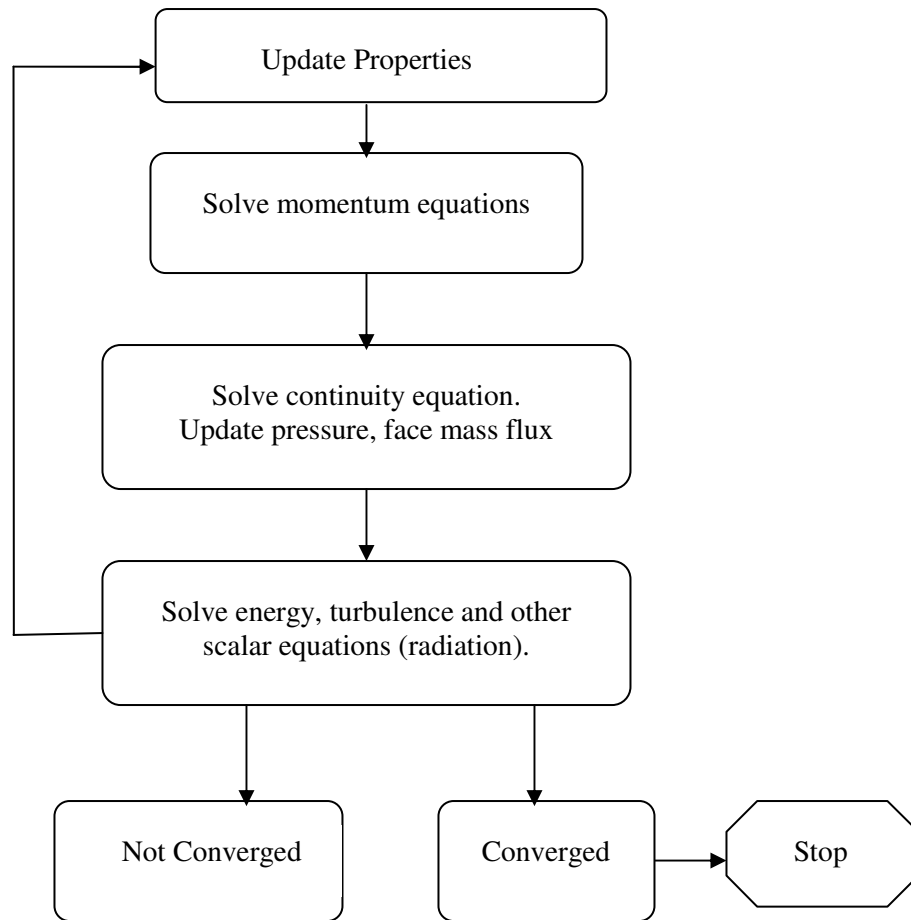 Update Properties
Solve momentum equations
Solve continuity equation.
Update pressure, face mass flux
Solve energy, turbulence and other
scalar equations (radiation).
Not Converged
Converged
Stop